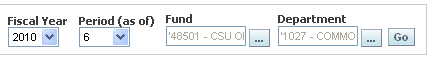 Fiscal Year Period (as of) Fund Department
2010 6 '48501 - CSU OI ... '1027 - COMMO ... Go